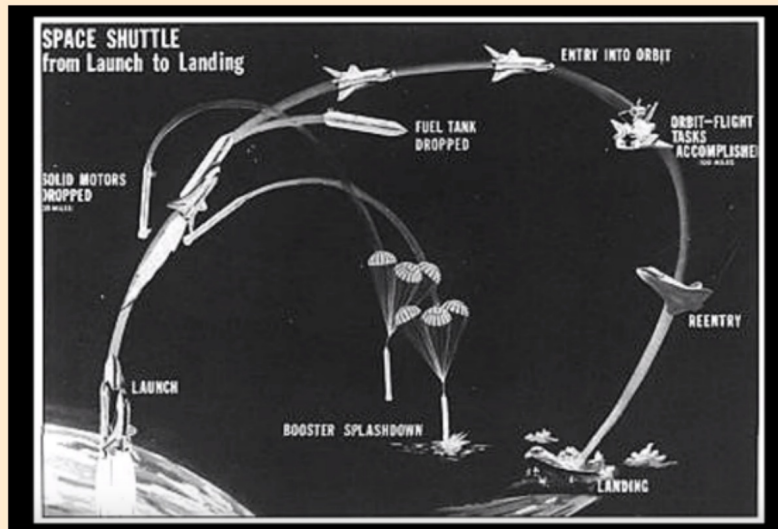 SPACE SHUTTLE
from Launch to Landing
ENTRY INTO ORBIT
FUEL TANK
DROPPED
ORBIT-FLIGHT
TASKS
ACCOMPLISHE
SOLID MOTORS
DROPPED
REENTRY
LAUNCH
BOOSTER SPLASHDOWN
LANDING